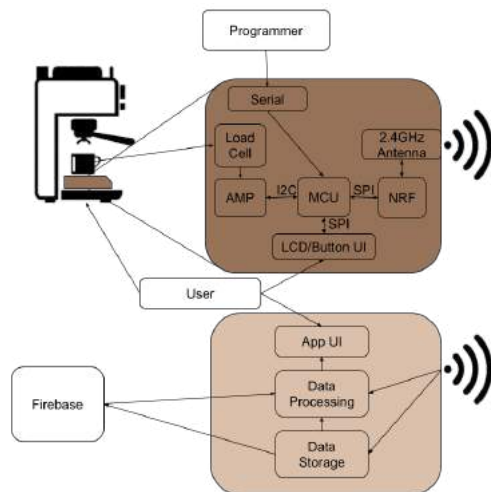 Programmer
Serial
Load
Cell
2.4GHz
Antenna
AMP
I2C
MCU
SPI
NRF
SPI
LCD/Button UI
User
App UI
Firebase
Data
Processing
Data
Storage